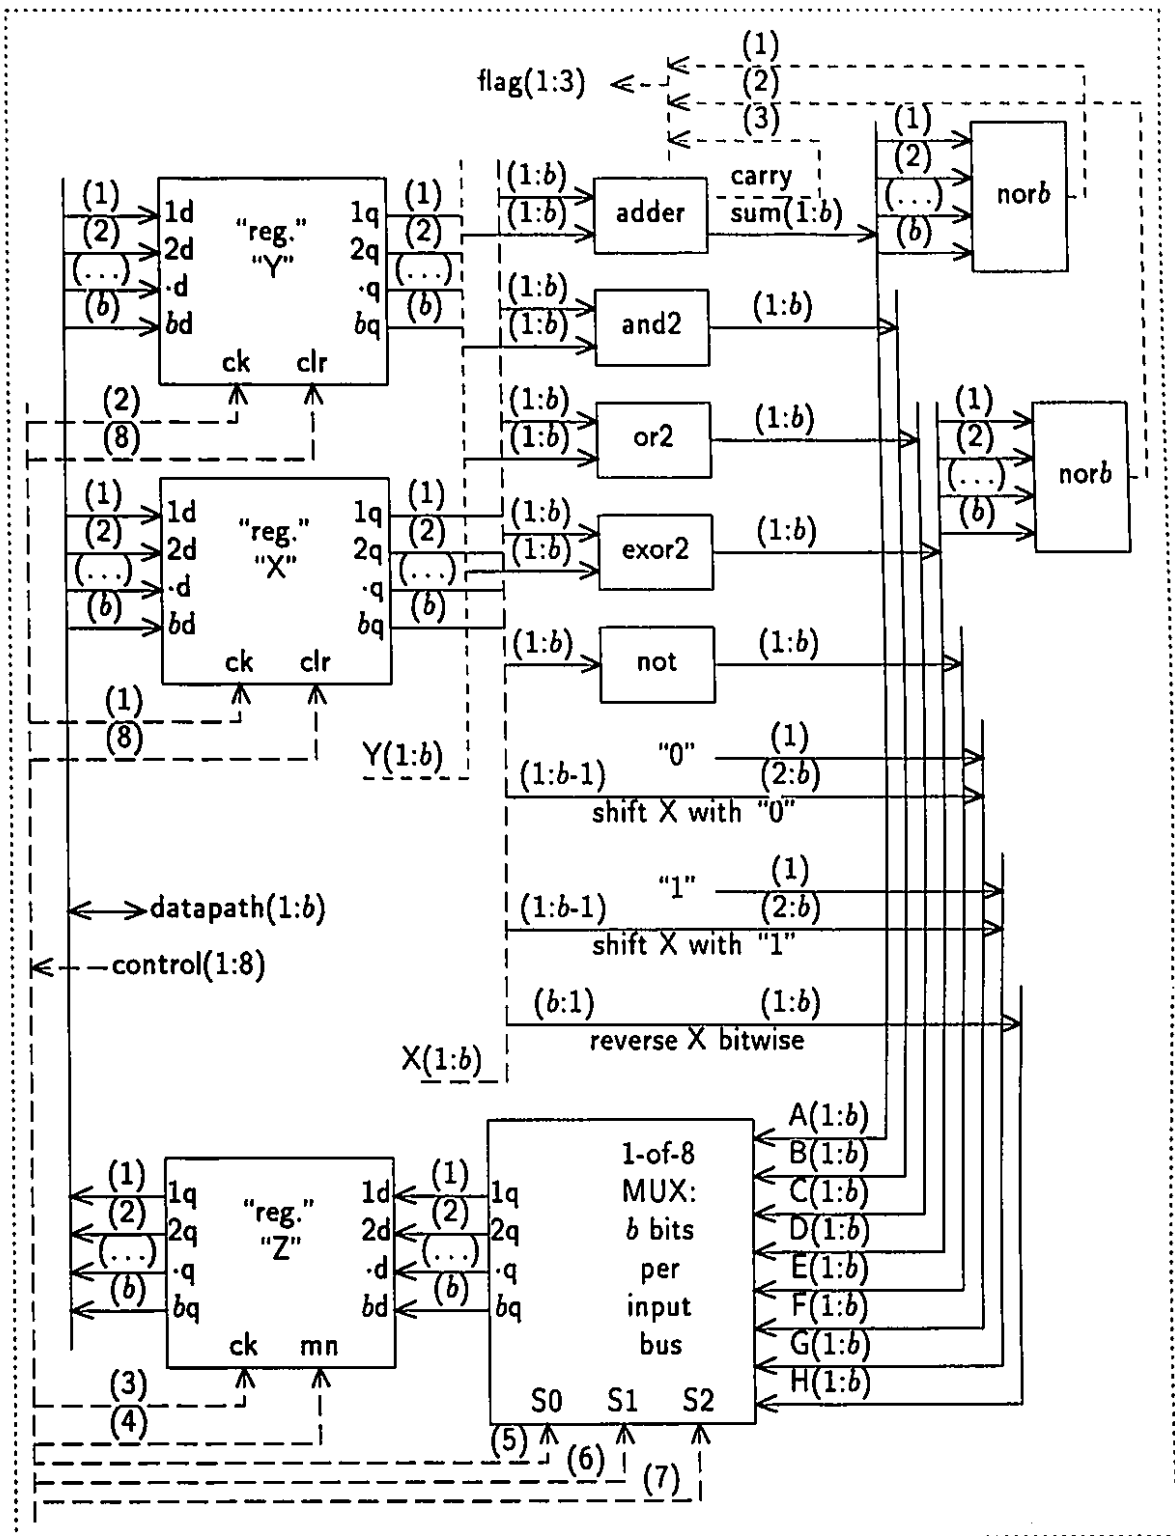 (1)
flag(1:3)
(2)
(3)
(1)
(2)
(...)
(b)
norb
(1)
(2)
(...)
(b)
1d
2d
·d
bd
"reg."
"Y"
ck clr
1q
2q
·q
bq
(1)
(2)
(...)
(b)
(1:b)
(1:b)
adder
carry
sum(1:b)
(1:b)
(1:b)
and2
(1:b)
(2)
(8)
(1:b)
(1:b)
or2
(1:b)
(1)
(2)
(...)
(b)
norb
(1)
(2)
(...)
(b)
1d
2d
·d
bd
"reg."
"X"
ck clr
1q
2q
·q
bq
(1)
(2)
(...)
(b)
(1:b)
(1:b)
exor2
(1:b)
(1:b)
not
(1:b)
(1)
(8)
Y(1:b)
"0"
(1)
(1:b-1)
(2:b)
shift X with "0"
"1"
(1)
(1:b-1)
(2:b)
shift X with "1"
datapath(1:b)
control(1:8)
(b:1)
(1:b)
reverse X bitwise
X(1:b)
(1)
(2)
(...)
(b)
1q
2q
·q
bq
"reg."
"Z"
ck mn
1d
2d
·d
bd
(1)
(2)
(...)
(b)
1q
2q
·q
bq
1-of-8
MUX:
b bits
per
input
bus
S0 S1 S2
A(1:b)
B(1:b)
C(1:b)
D(1:b)
E(1:b)
F(1:b)
G(1:b)
H(1:b)
(3)
(4)
(5)
(6)
(7)